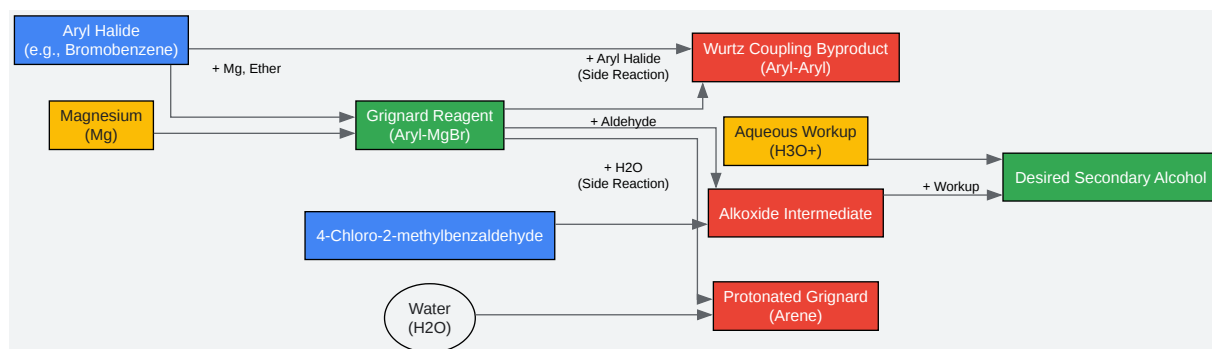 Aryl Halide
(e.g., Bromobenzene)
+ Mg, Ether
+ Aryl Halide
(Side Reaction)
Wurtz Coupling Byproduct
(Aryl-Aryl)
Magnesium
(Mg)
Grignard Reagent
(Aryl-MgBr)
+ Aldehyde
Aqueous Workup
(H3O+)
+ H2O
(Side Reaction)
Desired Secondary Alcohol
+ Workup
Alkoxide Intermediate
4-Chloro-2-methylbenzaldehyde
Water
(H2O)
Protonated Grignard
(Arene)